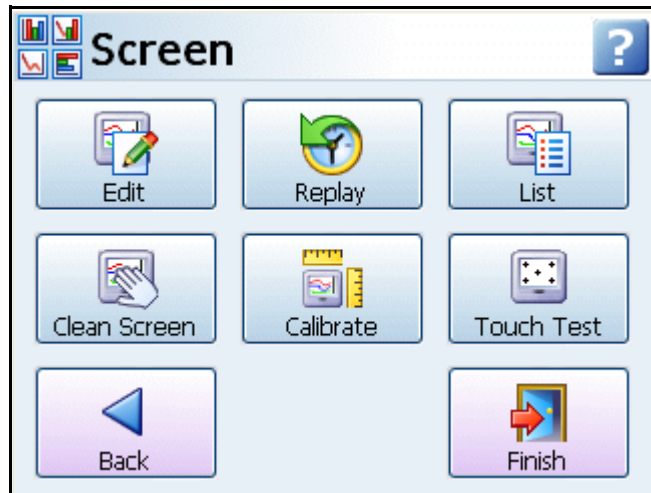 Screen
?
Edit
Replay
List
Clean Screen
Calibrate
Touch Test
Back
Finish